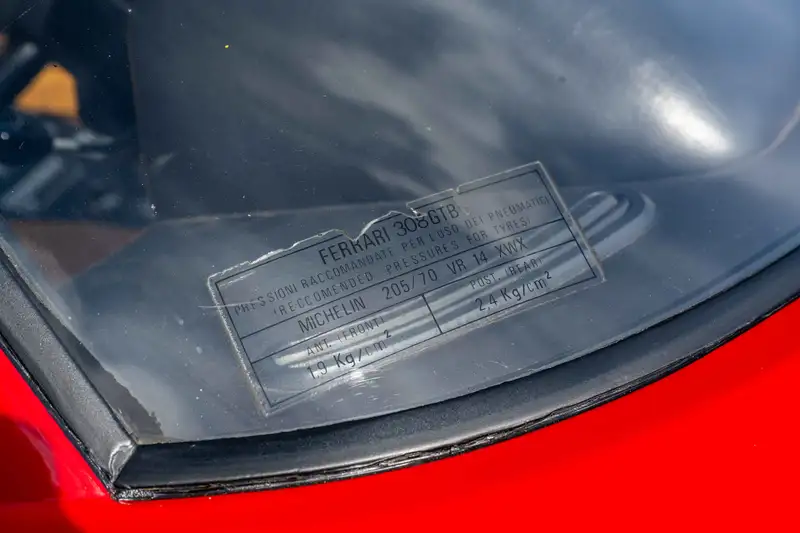 FERRARI 308GTB
PRESSIONI RACCOMANDATE PER L'USO DEI PNEUMATICI
(RECCOMENDED PRESSURES FOR TYRES)
MICHELIN 205/70 VR 14 XWX
ANT. (FRONT) POST. (REAR)
1.9 Kg/cm² 2.4 Kg/cm²